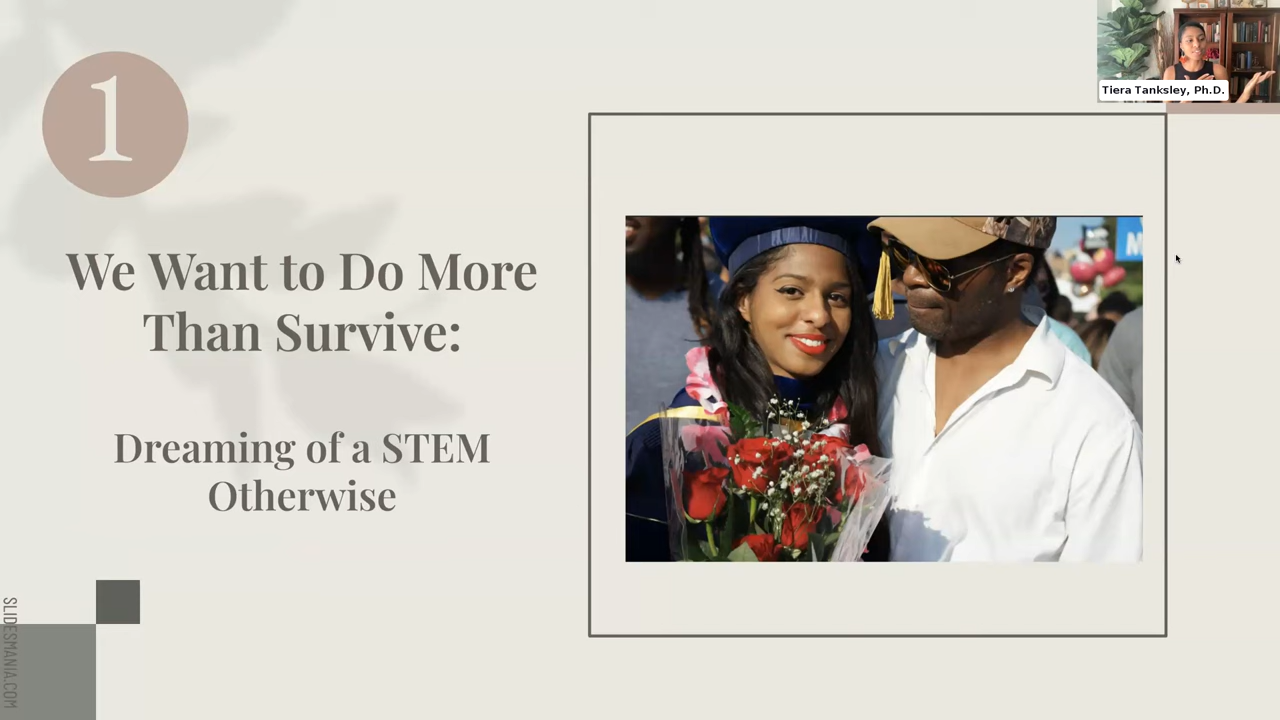 Tiera Tanksley, Ph.D.
1
We Want to Do More
Than Survive:
Dreaming of a STEM
Otherwise
M
SLIDESMANIA.COM